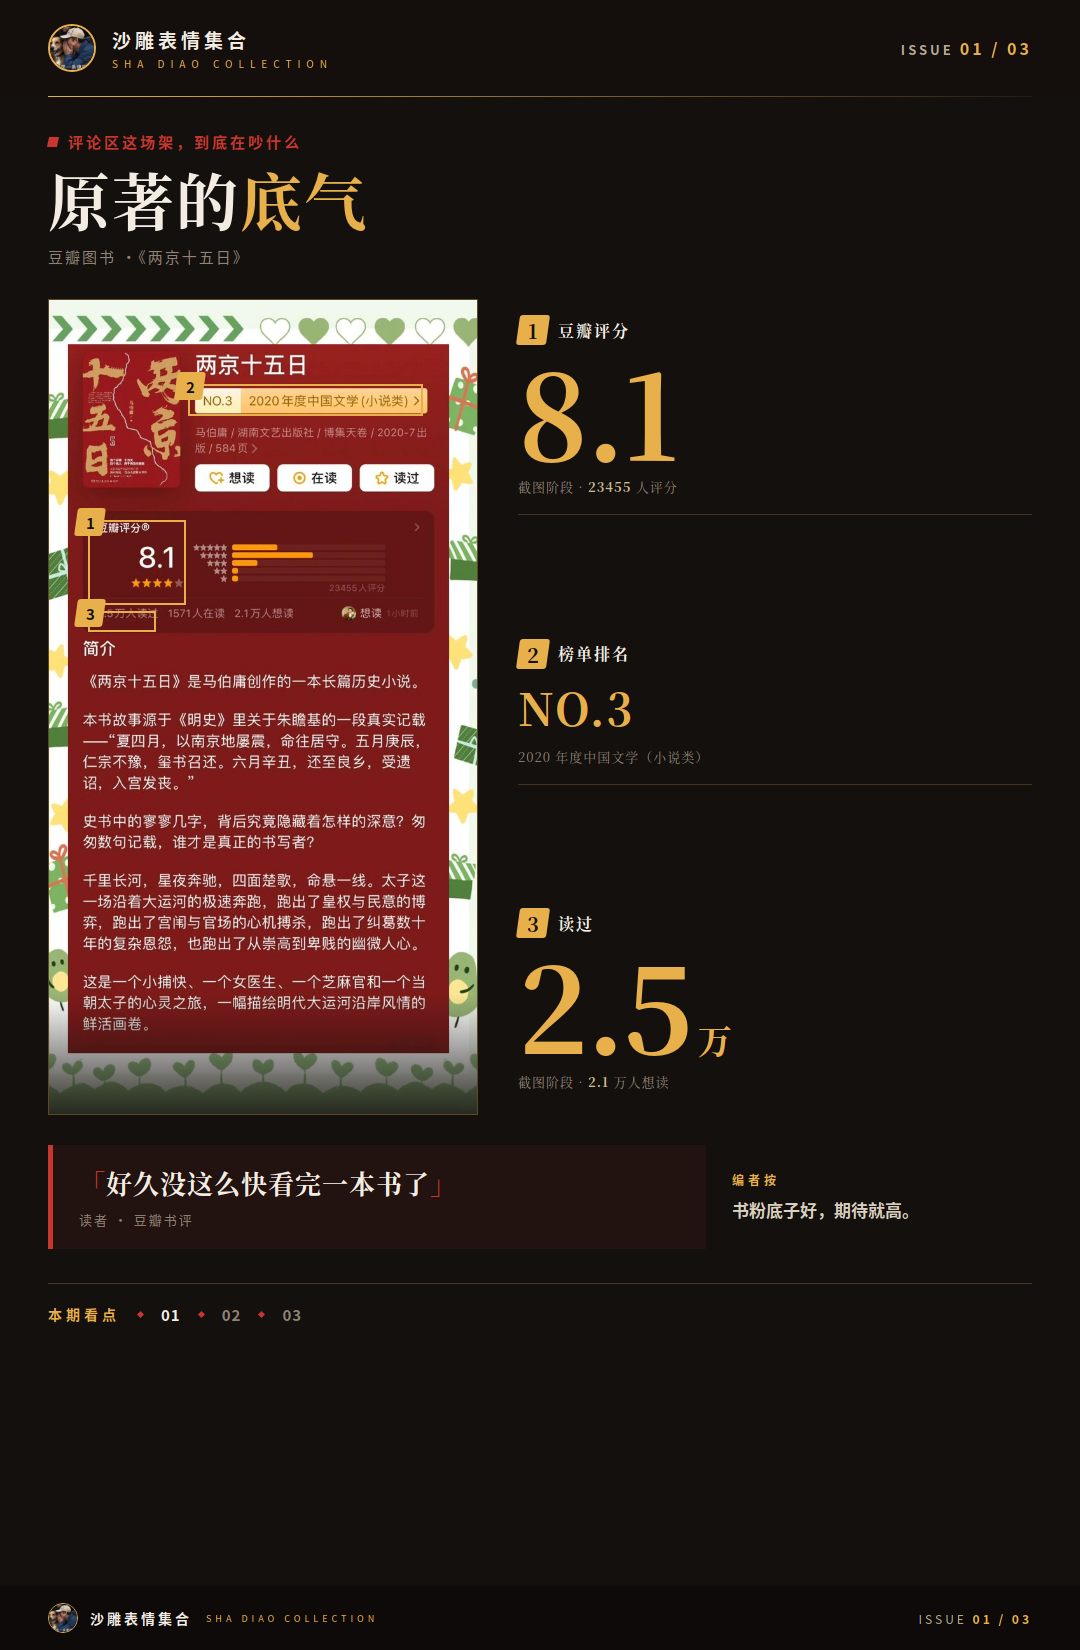 沙雕表情集合
SHA DIAO COLLECTION
ISSUE 01 / 03
评论区这场架，到底在吵什么
原著的底气
豆瓣图书 ·《两京十五日》
两京十五日
2
NO.3 2020年度中国文学(小说类)
马伯庸 / 湖南文艺出版社 / 博集天卷 / 2020-7出
版 / 584页
想读 在读 读过
1
豆瓣评分®
8.1
23455人评分
3
.5万人读过 1571人在读 2.1万人想读 想读 1小时前
简介
《两京十五日》是马伯庸创作的一本长篇历史小说。
本书故事源于《明史》里关于朱瞻基的一段真实记载
——“夏四月，以南京地屡震，命往居守。五月庚辰，
仁宗不豫，玺书召还。六月辛丑，还至良乡，受遗
诏，入宫发丧。”
史书中的寥寥几字，背后究竟隐藏着怎样的深意？匆
匆数句记载，谁才是真正的书写者？
千里长河，星夜奔驰，四面楚歌，命悬一线。太子这
一场沿着大运河的极速奔跑，跑出了皇权与民意的博
弈，跑出了宫闱与官场的心机搏杀，跑出了纠葛数十
年的复杂恩怨，也跑出了从崇高到卑贱的幽微人心。
这是一个小捕快、一个女医生、一个芝麻官和一个当
朝太子的心灵之旅，一幅描绘明代大运河沿岸风情的
鲜活画卷。
1 豆瓣评分
8.1
截图阶段 · 23455 人评分
2 榜单排名
NO.3
2020 年度中国文学（小说类）
3 读过
2.5万
截图阶段 · 2.1 万人想读
「好久没这么快看完一本书了」
读者 · 豆瓣书评
编者按
书粉底子好，期待就高。
本期看点 01 02 03
沙雕表情集合 SHA DIAO COLLECTION
ISSUE 01 / 03